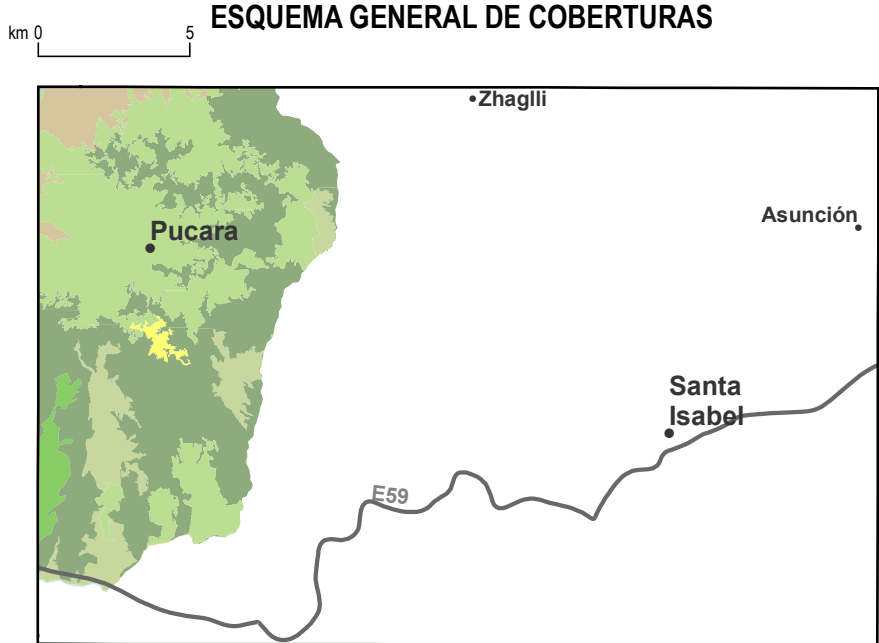 ESQUEMA GENERAL DE COBERTURAS
km 0 5
Zhaglli
Asunción
Pucara
Santa
Isabel
E59